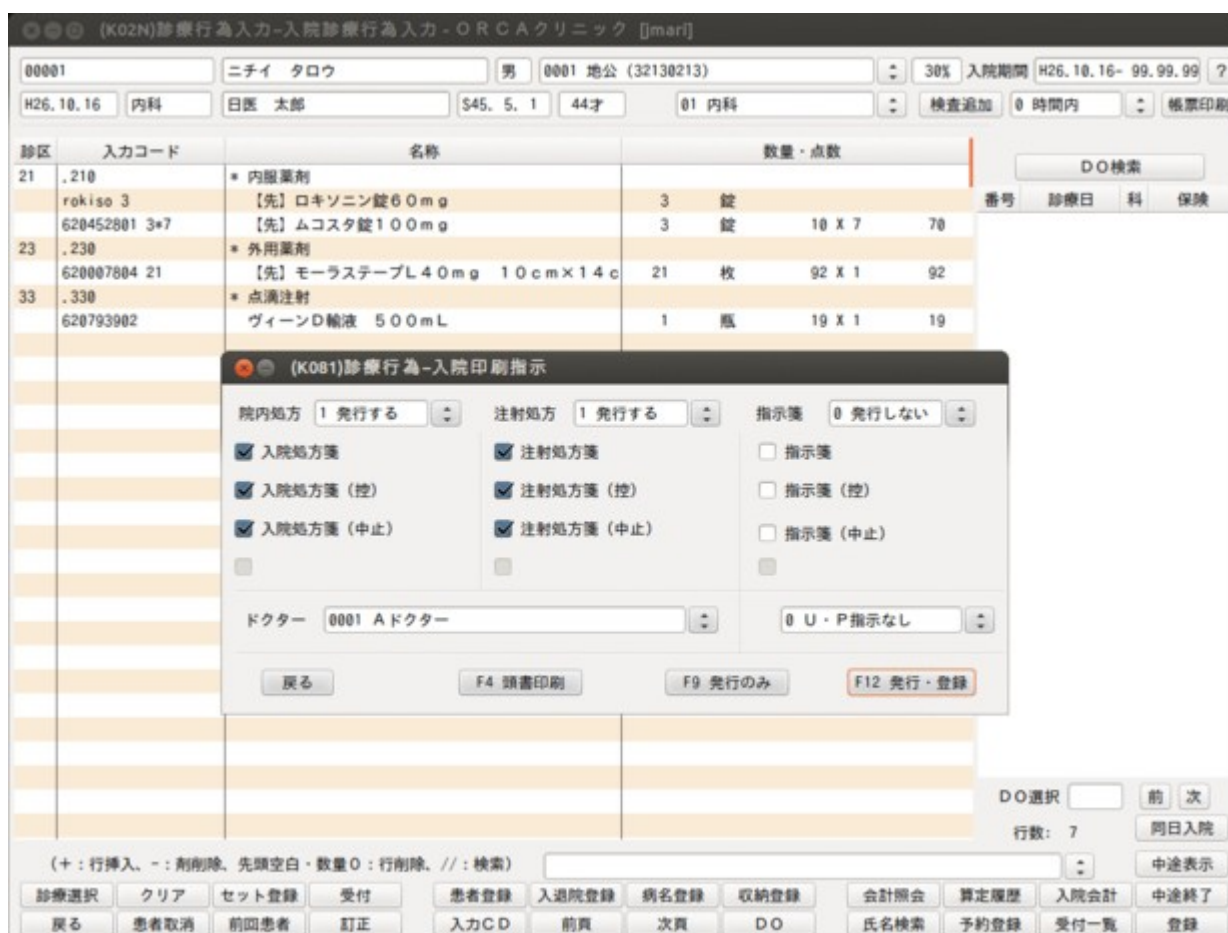 (K02N)診療行為入力–入院診療行為入力 - ＯＲＣＡクリニック [jmari]
00001 ニチイ　タロウ 男 0001 地公 (32130213) 30% 入院期間 H26.10.16- 99.99.99 ?
H26.10.16 内科 日医　太郎 S45. 5. 1 44才 01 内科 検査追加 0 時間内 帳票印刷
診区 入力コード 名称 数量・点数
ＤＯ検索
番号 診療日 科 保険
21 .210 * 内服薬剤
rokiso 3 【先】ロキソニン錠６０ｍｇ 3 錠
620452801 3*7 【先】ムコスタ錠１００ｍｇ 3 錠 10 X 7 70
23 .230 * 外用薬剤
620007804 21 【先】モーラステープＬ４０ｍｇ　１０ｃｍ×１４ｃ 21 枚 92 X 1 92
33 .330 * 点滴注射
620793902 ヴィーンＤ輸液　５００ｍＬ 1 瓶 19 X 1 19
(K081)診療行為–入院印刷指示
院内処方 1 発行する 注射処方 1 発行する 指示箋 0 発行しない
入院処方箋 注射処方箋 指示箋
入院処方箋（控） 注射処方箋（控） 指示箋（控）
入院処方箋（中止） 注射処方箋（中止） 指示箋（中止）
ドクター 0001 Ａドクター 0 Ｕ・Ｐ指示なし
戻る F4 頭書印刷 F9 発行のみ F12 発行・登録
ＤＯ選択 前 次
行数: 7 同日入院
（+：行挿入、-：剤削除、先頭空白・数量０：行削除、//：検索） 中途表示
診療選択 クリア セット登録 受付 患者登録 入退院登録 病名登録 収納登録 会計照会 算定履歴 入院会計 中途終了
戻る 患者取消 前回患者 訂正 入力ＣＤ 前頁 次頁 ＤＯ 氏名検索 予約登録 受付一覧 登録